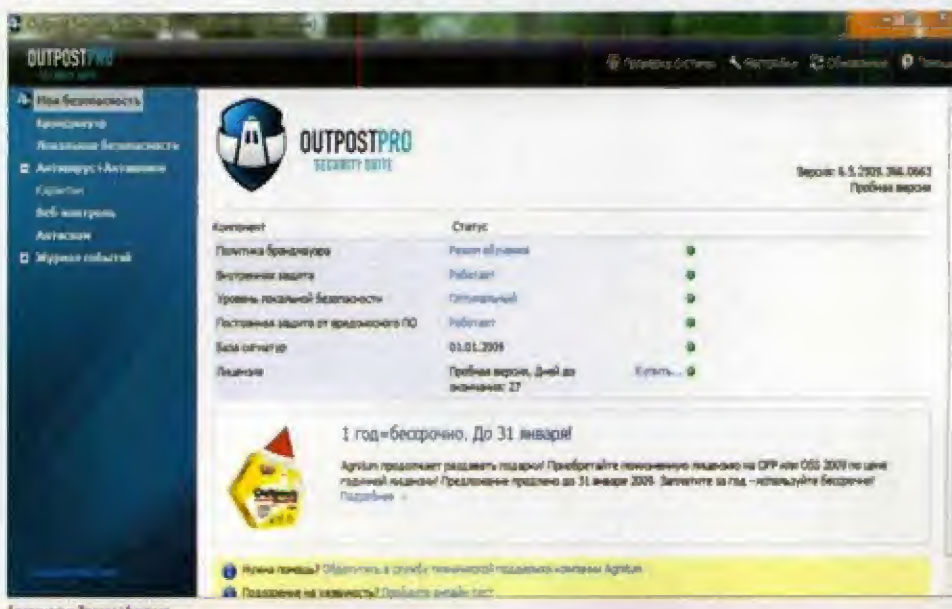 OUTPOSTPRO
Проверка системы Настройки Обновление Помощь
Моя безопасность
Брандмауэр
Локальная безопасность
Антивирус+Антишпион
Карантин
Веб-контроль
Антиспам
Журнал событий
OUTPOSTPRO
SECURITY SUITE
Версия: 6.5.2509.366.0663
Пробная версия
Компонент Статус
Политика брандмауэра Режим обучения
Внутренняя защита Работает
Уровень локальной безопасности Оптимальный
Постоянная защита от вредоносного ПО Работает
База сигнатур 01.01.2009
Лицензия Пробная версия, Дней до окончания: 27 Купить...
1 год=бессрочно, До 31 января!
Agnitum продолжает раздавать подарки! Приобретайте пожизненную лицензию на OFP или OSS 2009 по цене
годичной лицензии! Предложение продлено до 31 января 2009. Заплатите за год – используйте бессрочно!
Подробнее
Нужна помощь? Обратитесь в службу технической поддержки компании Agnitum
Подозрение на уязвимость? Пройдите онлайн тест